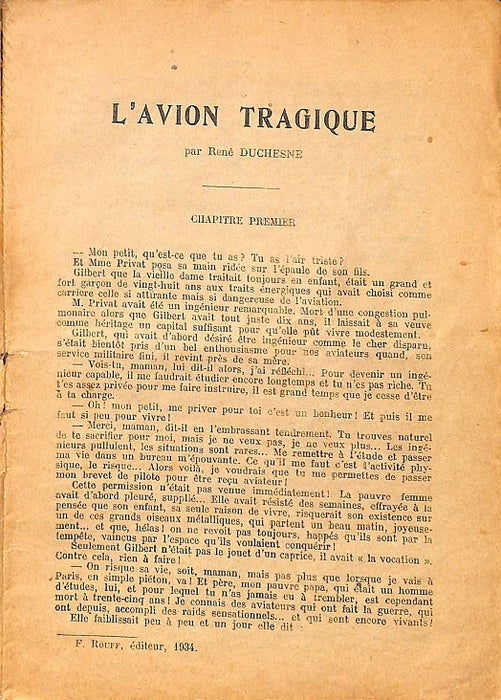 L'AVION TRAGIQUE
par René DUCHESNE
CHAPITRE PREMIER
— Mon petit, qu'est-ce que tu as ? Tu as l'air triste ?
Et Mme Privat posa sa main ridée sur l'épaule de son fils.
Gilbert que la vieille dame traitait toujours en enfant, était un grand et
fort garçon de vingt-huit ans aux traits énergiques qui avait choisi comme
carrière celle si attirante mais si dangereuse de l'aviation.
M. Privat avait été un ingénieur remarquable. Mort d'une congestion pul-
monaire alors que Gilbert avait tout juste dix ans, il laissait à sa veuve
comme héritage un capital suffisant pour qu'elle pût vivre modestement.
Gilbert, qui avait d'abord désiré être ingénieur comme le cher disparu,
s'était bientôt pris d'un bel enthousiasme pour nos aviateurs quand, son
service militaire fini, il revint près de sa mère.
— Vois-tu, maman, lui dit-il alors, j'ai réfléchi... Pour devenir un ingé-
nieur capable, il me faudrait étudier encore longtemps et tu n'es pas riche. Tu
t'es assez privée pour me faire instruire, il est grand temps que je cesse d'être
à ta charge.
— Oh ! mon petit, me priver pour toi c'est un bonheur ! Et puis il me
faut si peu pour vivre !
— Merci, maman, dit-il en l'embrassant tendrement. Tu trouves naturel
de te sacrifier pour moi, mais je ne veux pas, je ne veux plus... Les ingé-
nieurs pullulent, les situations sont rares... Me remettre à l'étude et passer
ma vie dans un bureau m'épouvante. Ce qu'il me faut c'est l'activité phy-
sique, le risque... Alors voilà, je voudrais que tu me permettes de passer
mon brevet de pilote pour être reçu aviateur !
Cette permission n'était pas venue immédiatement ! La pauvre femme
avait d'abord pleuré, supplié... Elle avait résisté des semaines, effrayée à la
pensée que son enfant, sa seule raison de vivre, risquerait son existence sur
un de ces grands oiseaux métalliques, qui partent un beau matin, joyeuse-
ment... et que, hélas ! on ne revoit pas toujours, happés qu'ils sont par la
tempête, vaincus par l'espace qu'ils voulaient conquérir !
Seulement Gilbert n'était pas le jouet d'un caprice, il avait « la vocation ».
Contre cela, rien à faire !
— On risque sa vie, soit, maman, mais pas plus que lorsque je vais à
Paris, en simple piéton, va ! Et père, mon pauvre papa, qui était un homme
d'études, lui, et pour lequel tu n'as jamais eu à trembler, est cependant
mort à trente-cinq ans ! Je connais des aviateurs qui ont fait la guerre, qui
ont depuis, accompli des raids sensationnels... et qui sont encore vivants !
Elle faiblissait peu à peu et un jour elle dit :
F. ROUFF, éditeur, 1934.